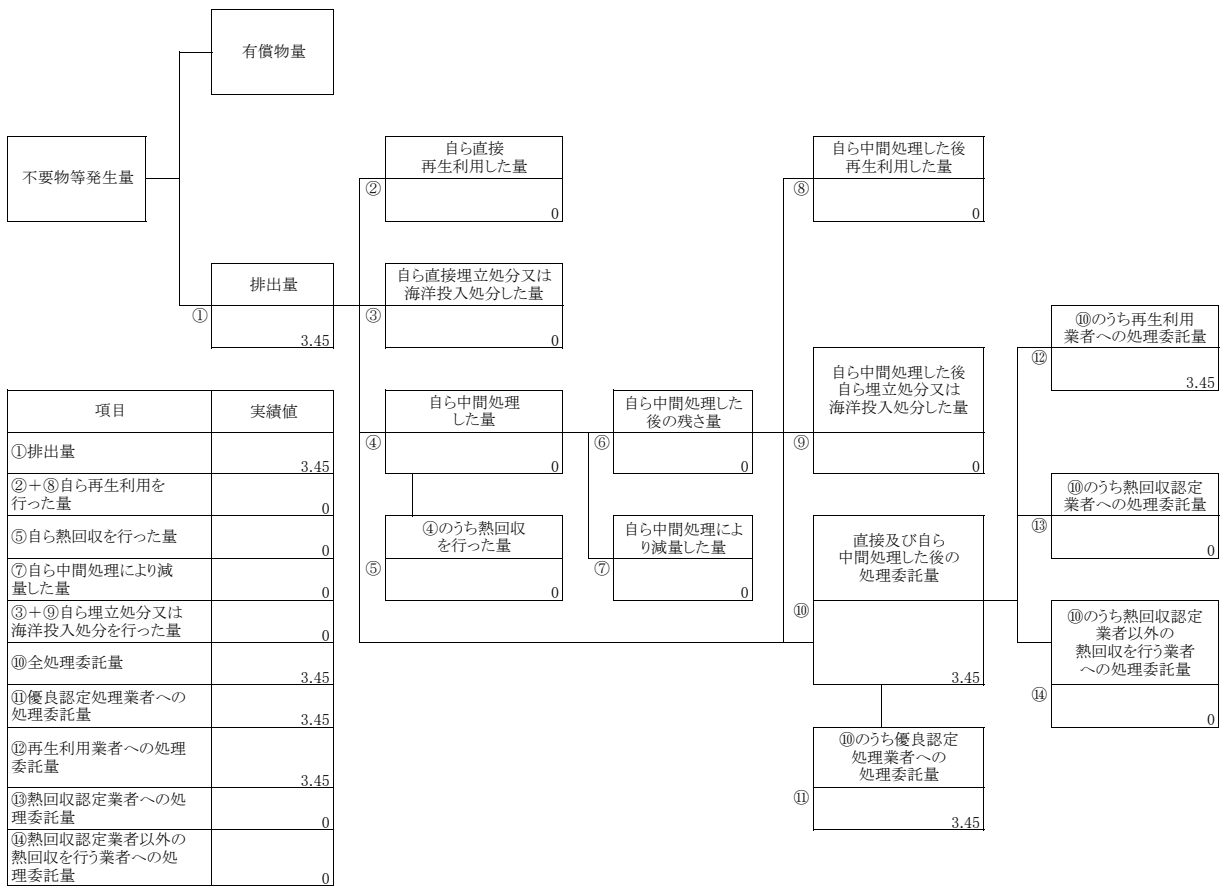 有償物量
不要物等発生量
排出量
①
3.45
自ら直接
再生利用した量
②
0
自ら直接埋立処分又は
海洋投入処分した量
③
0
自ら中間処理
した量
④
0
④のうち熱回収
を行った量
⑤
0
自ら中間処理した
後の残さ量
⑥
0
自ら中間処理によ
り減量した量
⑦
0
自ら中間処理した後
再生利用した量
⑧
0
自ら中間処理した後
自ら埋立処分又は
海洋投入処分した量
⑨
0
直接及び自ら
中間処理した後の
処理委託量
⑩
3.45
⑩のうち優良認定
処理業者への
処理委託量
⑪
3.45
⑩のうち再生利用
業者への処理委託量
⑫
3.45
⑩のうち熱回収認定
業者への処理委託量
⑬
0
⑩のうち熱回収認定
業者以外の
熱回収を行う業者
への処理委託量
⑭
0
項目
実績値
①排出量
3.45
②+⑧自ら再生利用を
行った量
0
⑤自ら熱回収を行った量
0
⑦自ら中間処理により減
量した量
0
③+⑨自ら埋立処分又は
海洋投入処分を行った量
0
⑩全処理委託量
3.45
⑪優良認定処理業者への
処理委託量
3.45
⑫再生利用業者への処理
委託量
3.45
⑬熱回収認定業者への処
理委託量
0
⑭熱回収認定業者以外の
熱回収を行う業者への処
理委託量
0